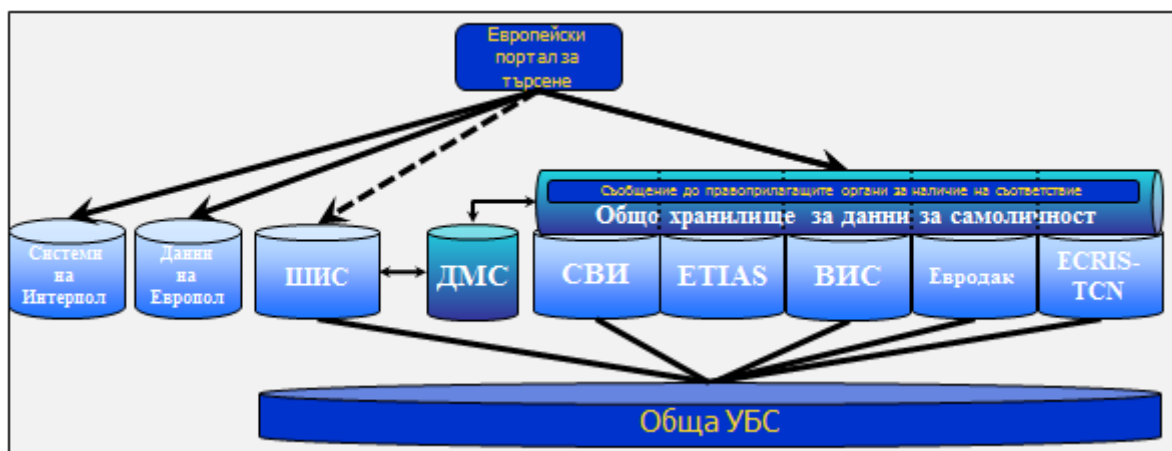 Европейски
портал за
търсене
Съобщение до правоприлагащите органи за наличие на съответствие
Общо хранилище за данни за самоличност
Системи
на
Интерпол
Данни
на
Европол
ШИС
ДМС
СВИ
ETIAS
ВИС
Евродак
ECRIS-
TCN
Обща УБС